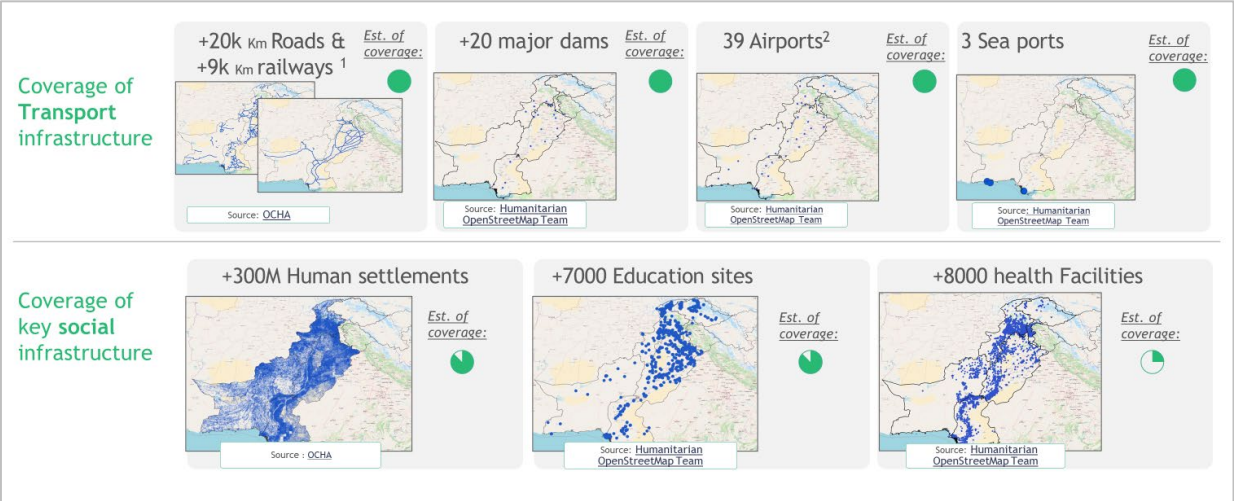 Coverage of
Transport
infrastructure
+20k Km Roads &
+9k Km railways 1
Est. of
coverage:
Source: OCHA
+20 major dams
Est. of
coverage:
Source: Humanitarian
OpenStreetMap Team
39 Airports2
Est. of
coverage:
Source: Humanitarian
OpenStreetMap Team
3 Sea ports
Est. of
coverage:
Source: Humanitarian
OpenStreetMap Team
Coverage of
key social
infrastructure
+300M Human settlements
Est. of
coverage:
Source : OCHA
+7000 Education sites
Est. of
coverage:
Source: Humanitarian
OpenStreetMap Team
+8000 health Facilities
Est. of
coverage:
Source: Humanitarian
OpenStreetMap Team